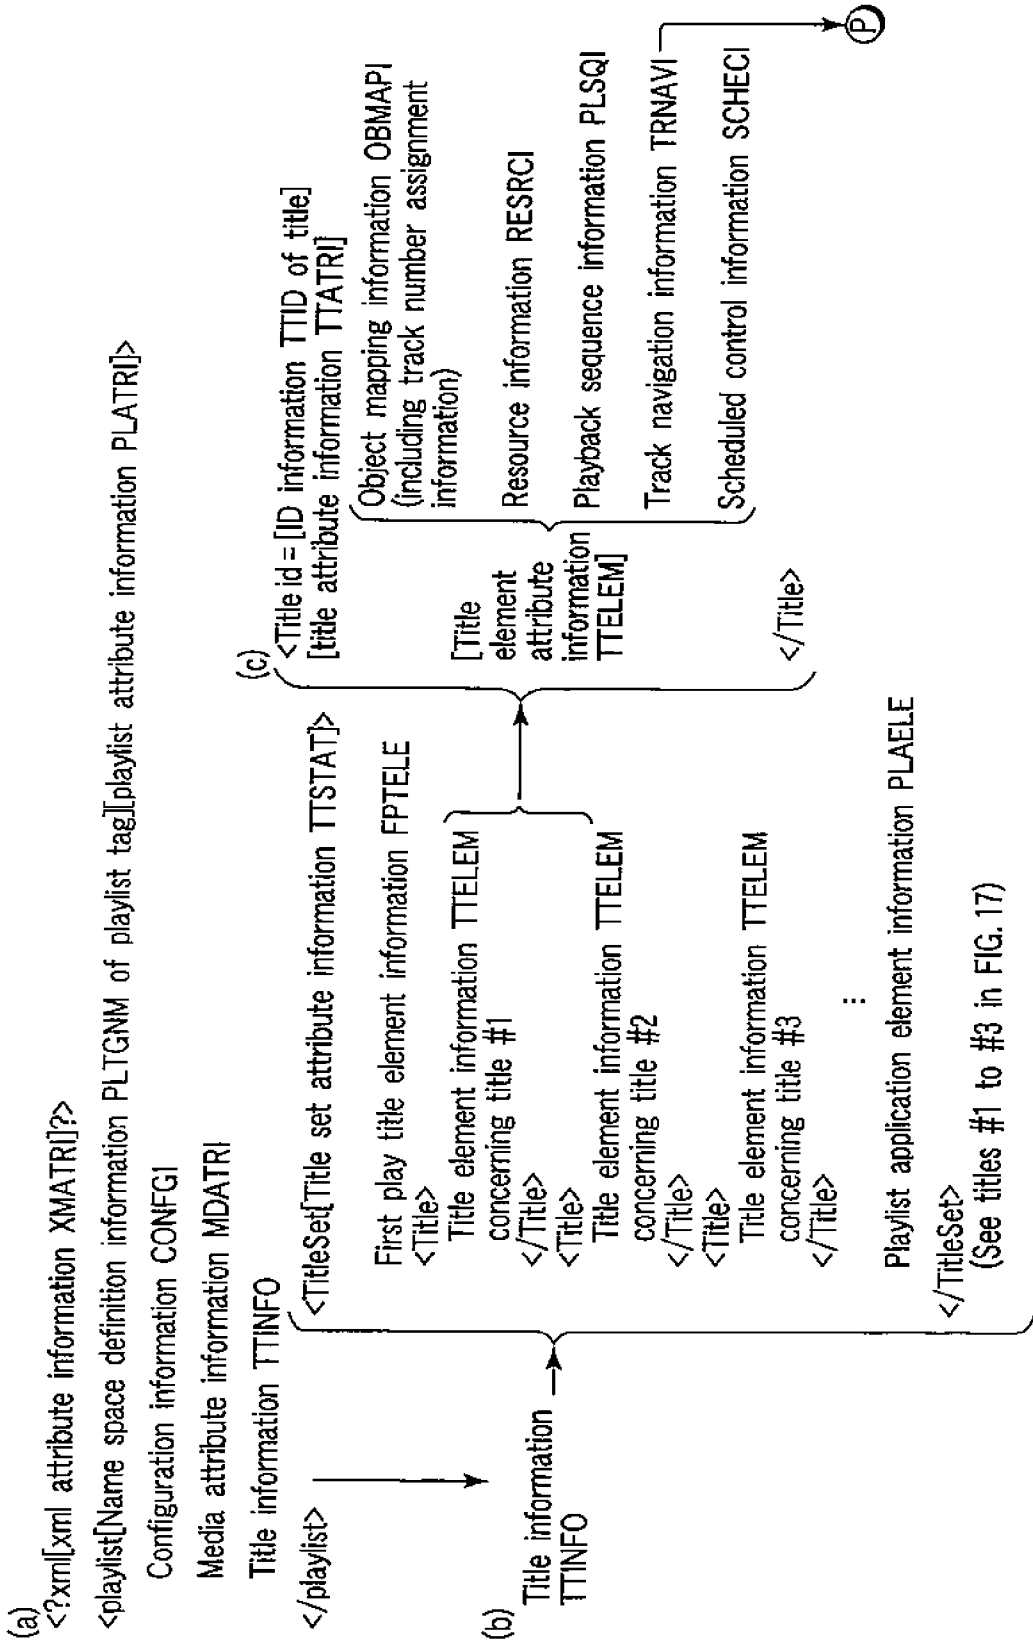 (a)
<?xml[xml attribute information XMATRI]?>
<playlist[Name space definition information PLTGNM of playlist tag][playlist attribute information PLATRI]>
Configuration information CONFGI
Media attribute information MDATRI
Title information TTINFO
</playlist>
(b)
Title information
TTINFO
<TitleSet[Title set attribute information TTSTAT]>
First play title element information FPTELE
<Title>
Title element information TTELEM
concerning title #1
</Title>
<Title>
Title element information TTELEM
concerning title #2
</Title>
<Title>
Title element information TTELEM
concerning title #3
</Title>
...
Playlist application element information PLAELE
</TitleSet>
(See titles #1 to #3 in FIG. 17)
(c)
<Title id = [ID information TTID of title]
[title attribute information TTATRI]
[Title
element
attribute
information
TTELEM]
Object mapping information OBMAPI
(including track number assignment
information)
Resource information RESRCI
Playback sequence information PLSQI
Track navigation information TRNAVI
Scheduled control information SCHECI
</Title>
P